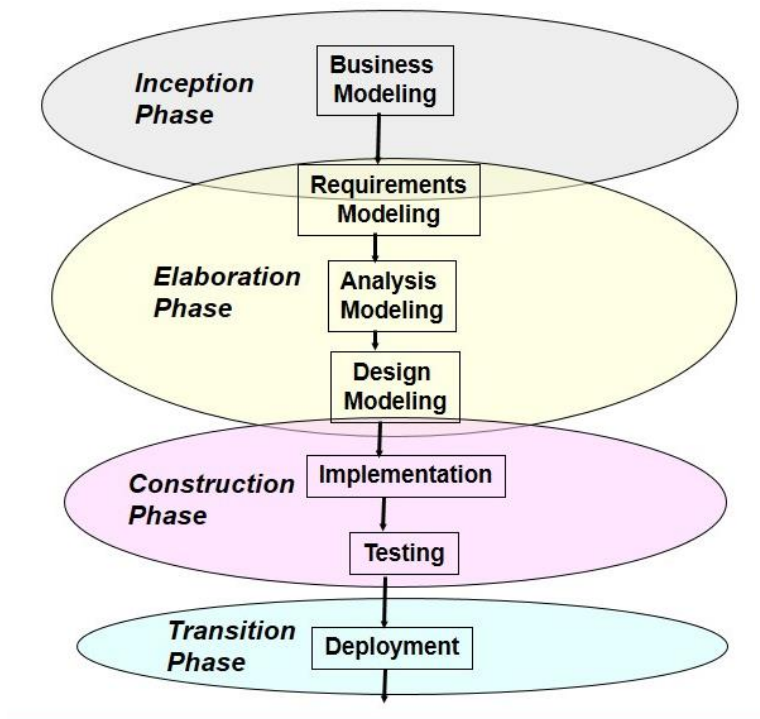 Business
Modeling
Inception
Phase
Requirements
Modeling
Elaboration
Phase
Analysis
Modeling
Design
Modeling
Construction
Phase
Implementation
Testing
Transition
Phase
Deployment